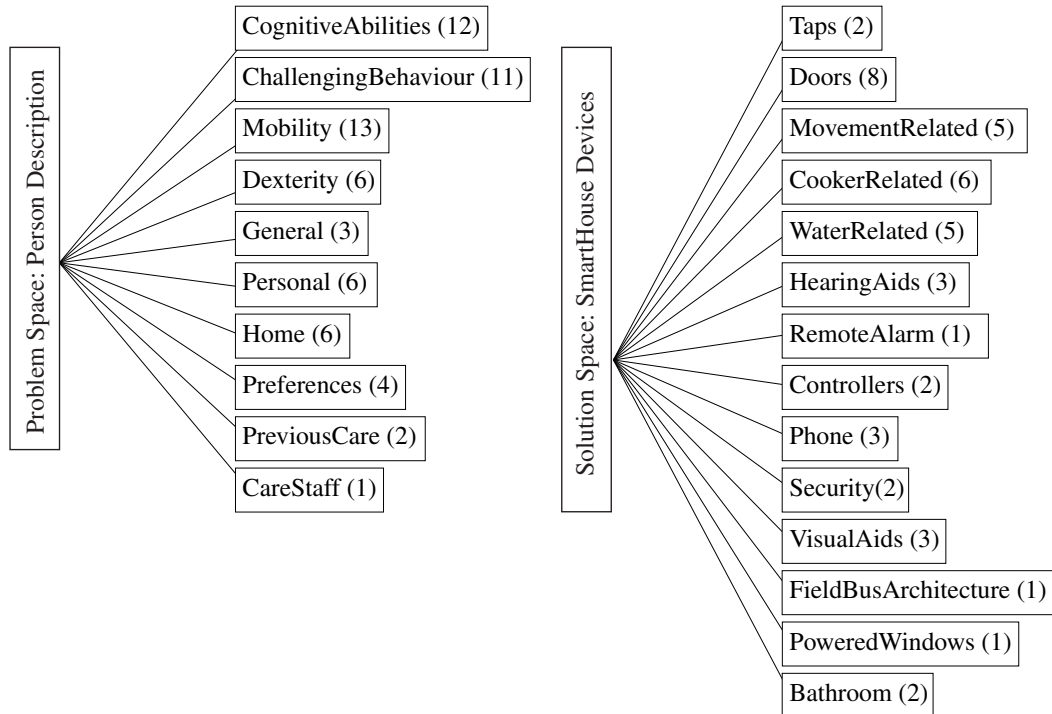 Problem Space: Person Description
CognitiveAbilities (12)
ChallengingBehaviour (11)
Mobility (13)
Dexterity (6)
General (3)
Personal (6)
Home (6)
Preferences (4)
PreviousCare (2)
CareStaff (1)
Solution Space: SmartHouse Devices
Taps (2)
Doors (8)
MovementRelated (5)
CookerRelated (6)
WaterRelated (5)
HearingAids (3)
RemoteAlarm (1)
Controllers (2)
Phone (3)
Security(2)
VisualAids (3)
FieldBusArchitecture (1)
PoweredWindows (1)
Bathroom (2)